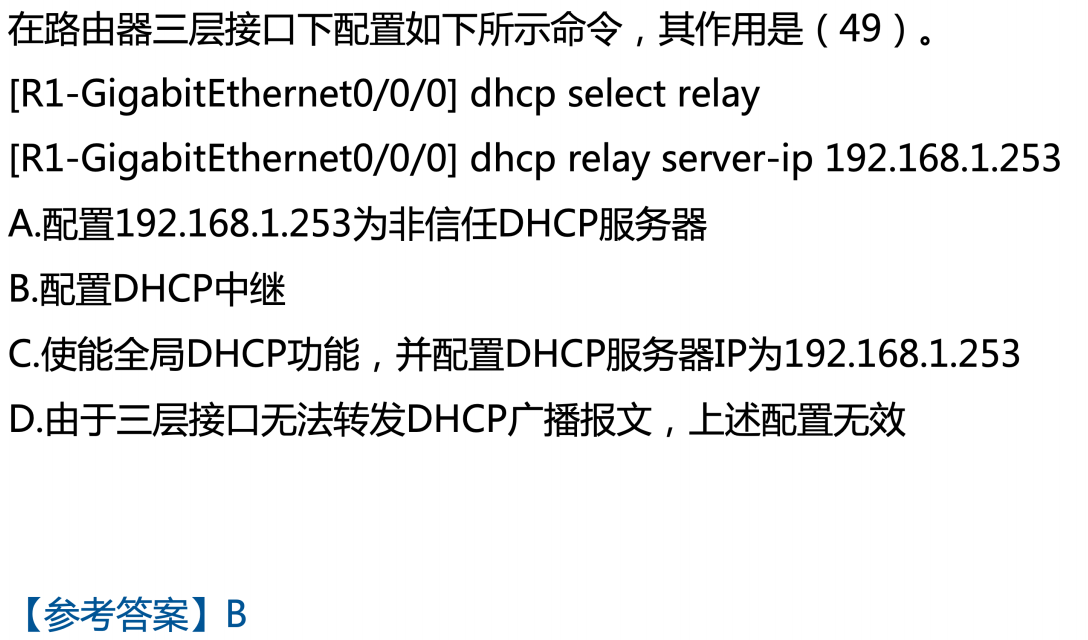 在路由器三层接口下配置如下所示命令，其作用是（49）。
[R1-GigabitEthernet0/0/0] dhcp select relay
[R1-GigabitEthernet0/0/0] dhcp relay server-ip 192.168.1.253
A.配置192.168.1.253为非信任DHCP服务器
B.配置DHCP中继
C.使能全局DHCP功能，并配置DHCP服务器IP为192.168.1.253
D.由于三层接口无法转发DHCP广播报文，上述配置无效
【参考答案】B